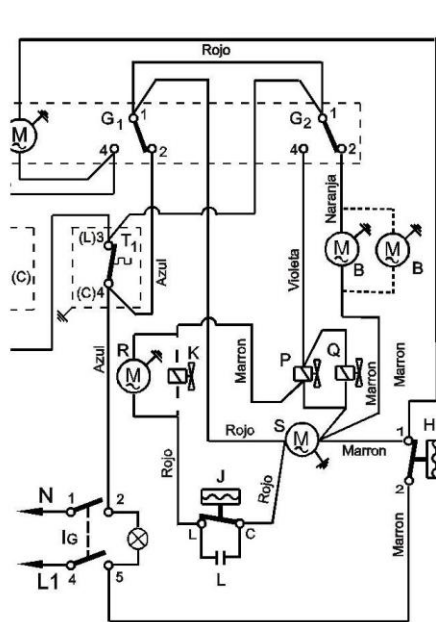 Rojo
G1
1
G2
1
M
4
2
4
2
(L)3
T1
(C)
(C)4
Azul
Naranja
M
B
M
B
Violeta
Azul
R
M
K
Marron
P
Q
Marron
Marron
S
M
Rojo
Marron
1
H
2
Rojo
J
Rojo
L
C
L
N
1
2
IG
L1
4
5
Marron